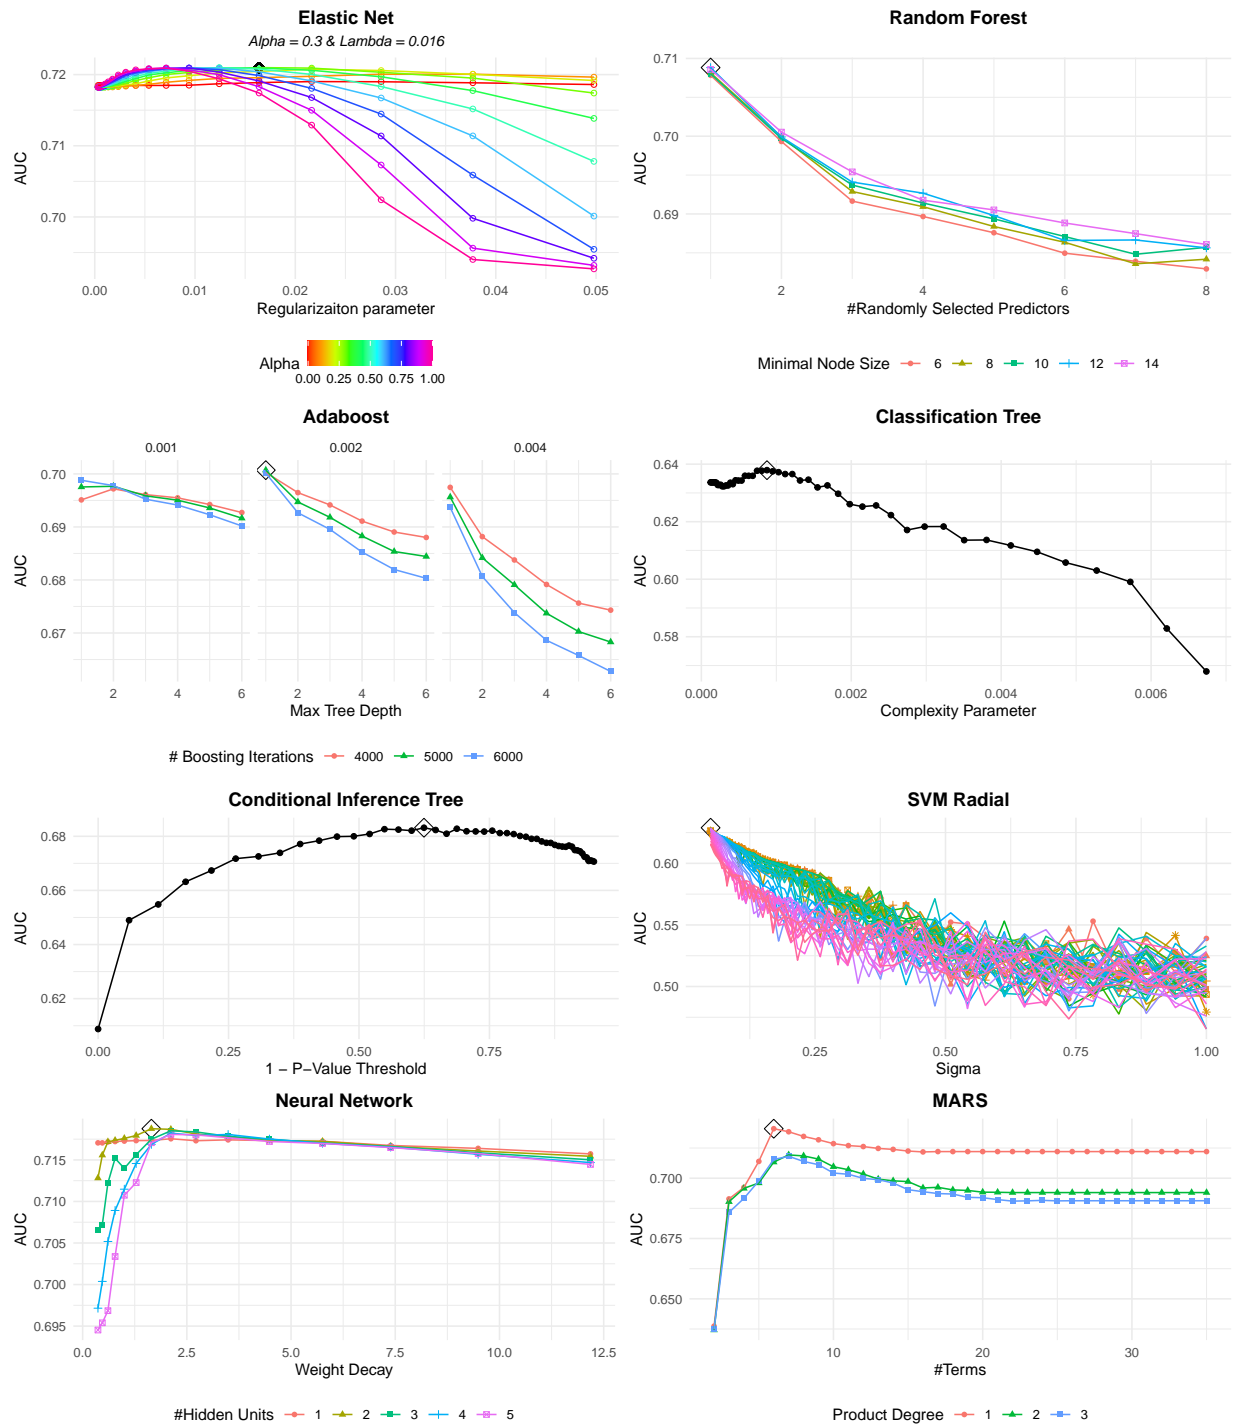 Elastic Net
Alpha = 0.3 & Lambda = 0.016
AUC
0.72
0.71
0.70
0.00 0.01 0.02 0.03 0.04 0.05
Regularizaiton parameter
Alpha
0.00 0.25 0.50 0.75 1.00
Random Forest
AUC
0.71
0.70
0.69
2 4 6 8
#Randomly Selected Predictors
Minimal Node Size 6 8 10 12 14
Adaboost
0.001 0.002 0.004
AUC
0.70
0.69
0.68
0.67
2 4 6 2 4 6 2 4 6
Max Tree Depth
# Boosting Iterations 4000 5000 6000
Classification Tree
AUC
0.64
0.62
0.60
0.58
0.000 0.002 0.004 0.006
Complexity Parameter
Conditional Inference Tree
AUC
0.68
0.66
0.64
0.62
0.00 0.25 0.50 0.75
1 − P−Value Threshold
SVM Radial
AUC
0.60
0.55
0.50
0.25 0.50 0.75 1.00
Sigma
Neural Network
AUC
0.715
0.710
0.705
0.700
0.695
0.0 2.5 5.0 7.5 10.0 12.5
Weight Decay
#Hidden Units 1 2 3 4 5
MARS
AUC
0.700
0.675
0.650
10 20 30
#Terms
Product Degree 1 2 3